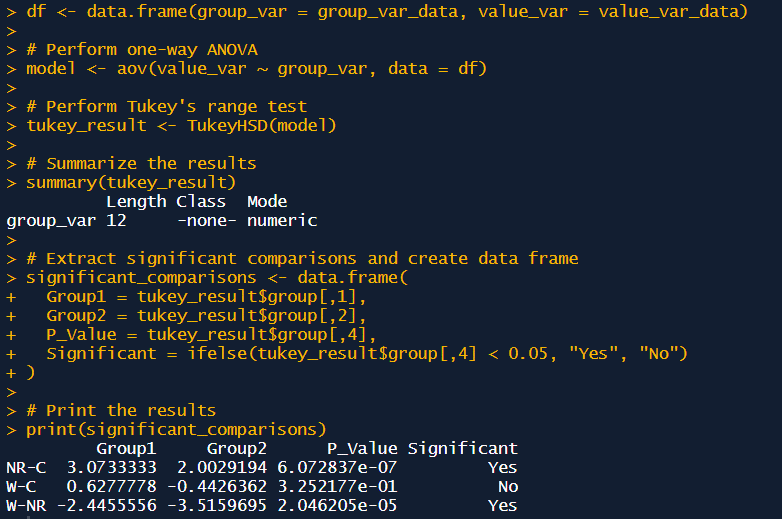 > df <- data.frame(group_var = group_var_data, value_var = value_var_data)
>
> # Perform one-way ANOVA
> model <- aov(value_var ~ group_var, data = df)
>
> # Perform Tukey's range test
> tukey_result <- TukeyHSD(model)
>
> # Summarize the results
> summary(tukey_result)
          Length Class  Mode
group_var 12     -none- numeric
>
> # Extract significant comparisons and create data frame
> significant_comparisons <- data.frame(
+   Group1 = tukey_result$group[,1],
+   Group2 = tukey_result$group[,2],
+   P_Value = tukey_result$group[,4],
+   Significant = ifelse(tukey_result$group[,4] < 0.05, "Yes", "No")
+ )
>
> # Print the results
> print(significant_comparisons)
         Group1     Group2      P_Value Significant
NR-C  3.0733333  2.0029194 6.072837e-07         Yes
W-C   0.6277778 -0.4426362 3.252177e-01          No
W-NR -2.4455556 -3.5159695 2.046205e-05         Yes